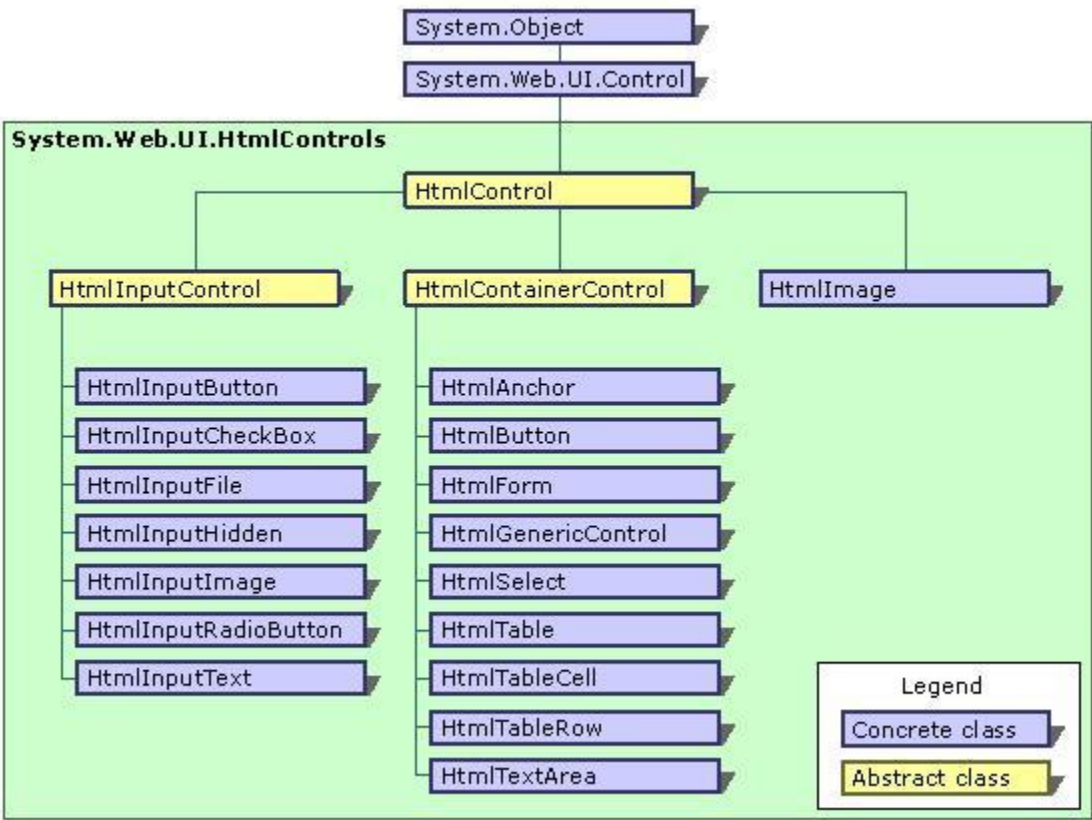 System.Object
System.Web.UI.Control
System.Web.UI.HtmlControls
HtmlControl
HtmlInputControl
HtmlContainerControl
HtmlImage
HtmlInputButton
HtmlInputCheckBox
HtmlInputFile
HtmlInputHidden
HtmlInputImage
HtmlInputRadioButton
HtmlInputText
HtmlAnchor
HtmlButton
HtmlForm
HtmlGenericControl
HtmlSelect
HtmlTable
HtmlTableCell
HtmlTableRow
HtmlTextArea
Legend
Concrete class
Abstract class